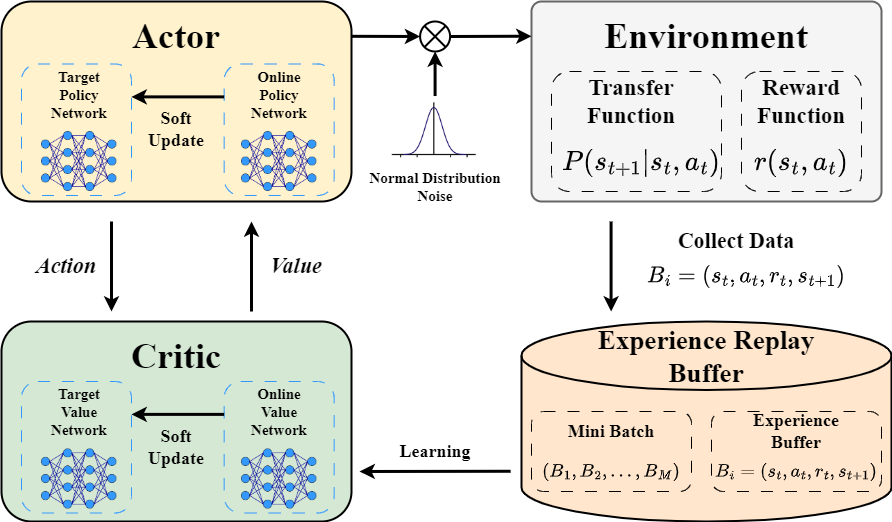 Actor
Target
Policy
Network
Soft
Update
Online
Policy
Network
Normal Distribution
Noise
Environment
Transfer
Function
P(s_{t+1}|s_t, a_t)
Reward
Function
r(s_t, a_t)
Action
Value
Collect Data
B_i = (s_t, a_t, r_t, s_{t+1})
Critic
Target
Value
Network
Soft
Update
Online
Value
Network
Learning
Experience Replay
Buffer
Mini Batch
(B_1, B_2, ..., B_M)
Experience
Buffer
B_i = (s_t, a_t, r_t, s_{t+1})